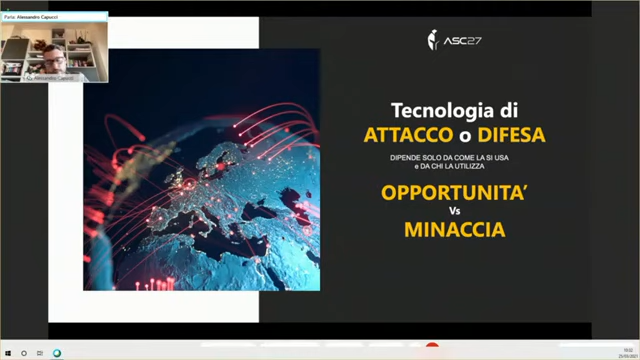 Parla: Alessandro Capucci
Alessandro Capucci
ASC27
Tecnologia di
ATTACCO o DIFESA
DIPENDE SOLO DA COME LA SI USA
e DA CHI LA UTILIZZA
OPPORTUNITA'
Vs
MINACCIA